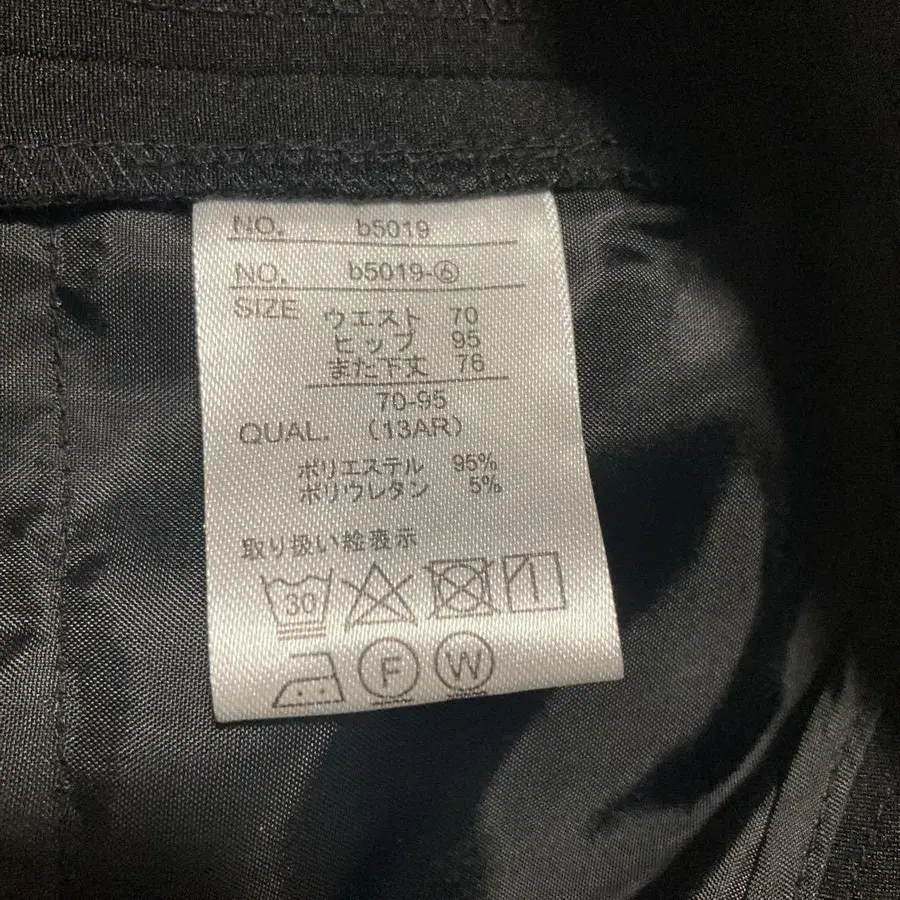 NO. b5019
NO. b5019-⑥
SIZE ウエスト 70
ヒップ 95
また下丈 76
70-95
QUAL. (13AR)
ポリエステル 95%
ポリウレタン 5%
取り扱い絵表示
30
F W